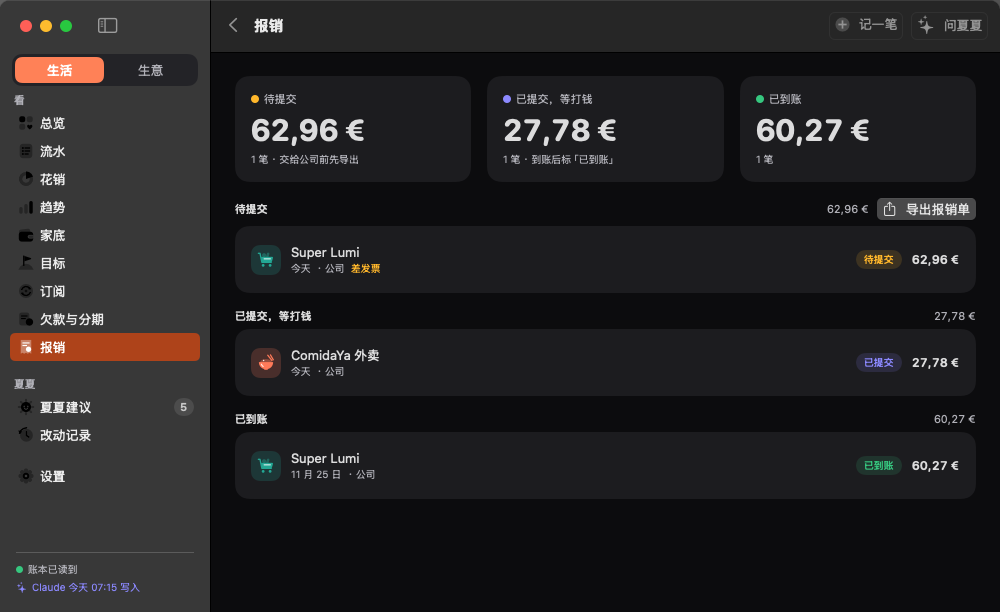 生活
生意
看
总览
流水
花销
趋势
家底
目标
订阅
欠款与分期
报销
夏夏
夏夏建议 5
改动记录
设置
账本已读到
Claude 今天 07:15 写入
报销
记一笔
问夏夏
待提交
62,96 €
1 笔 · 交给公司前先导出
已提交，等打钱
27,78 €
1 笔 · 到账后标「已到账」
已到账
60,27 €
1 笔
待提交 62,96 € 导出报销单
Super Lumi
今天 · 公司 差发票
待提交 62,96 €
已提交，等打钱 27,78 €
ComidaYa 外卖
今天 · 公司
已提交 27,78 €
已到账 60,27 €
Super Lumi
11 月 25 日 · 公司
已到账 60,27 €